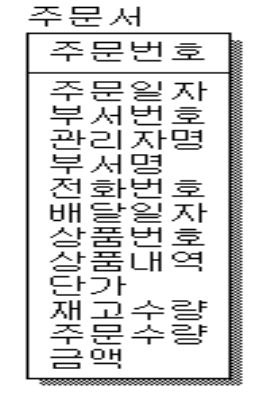 주문서
주문번호
주문일자
부서번호
관리자명
부서명
전화번호
배달일자
상품번호
상품내역
단가
재고수량
주문수량
금액